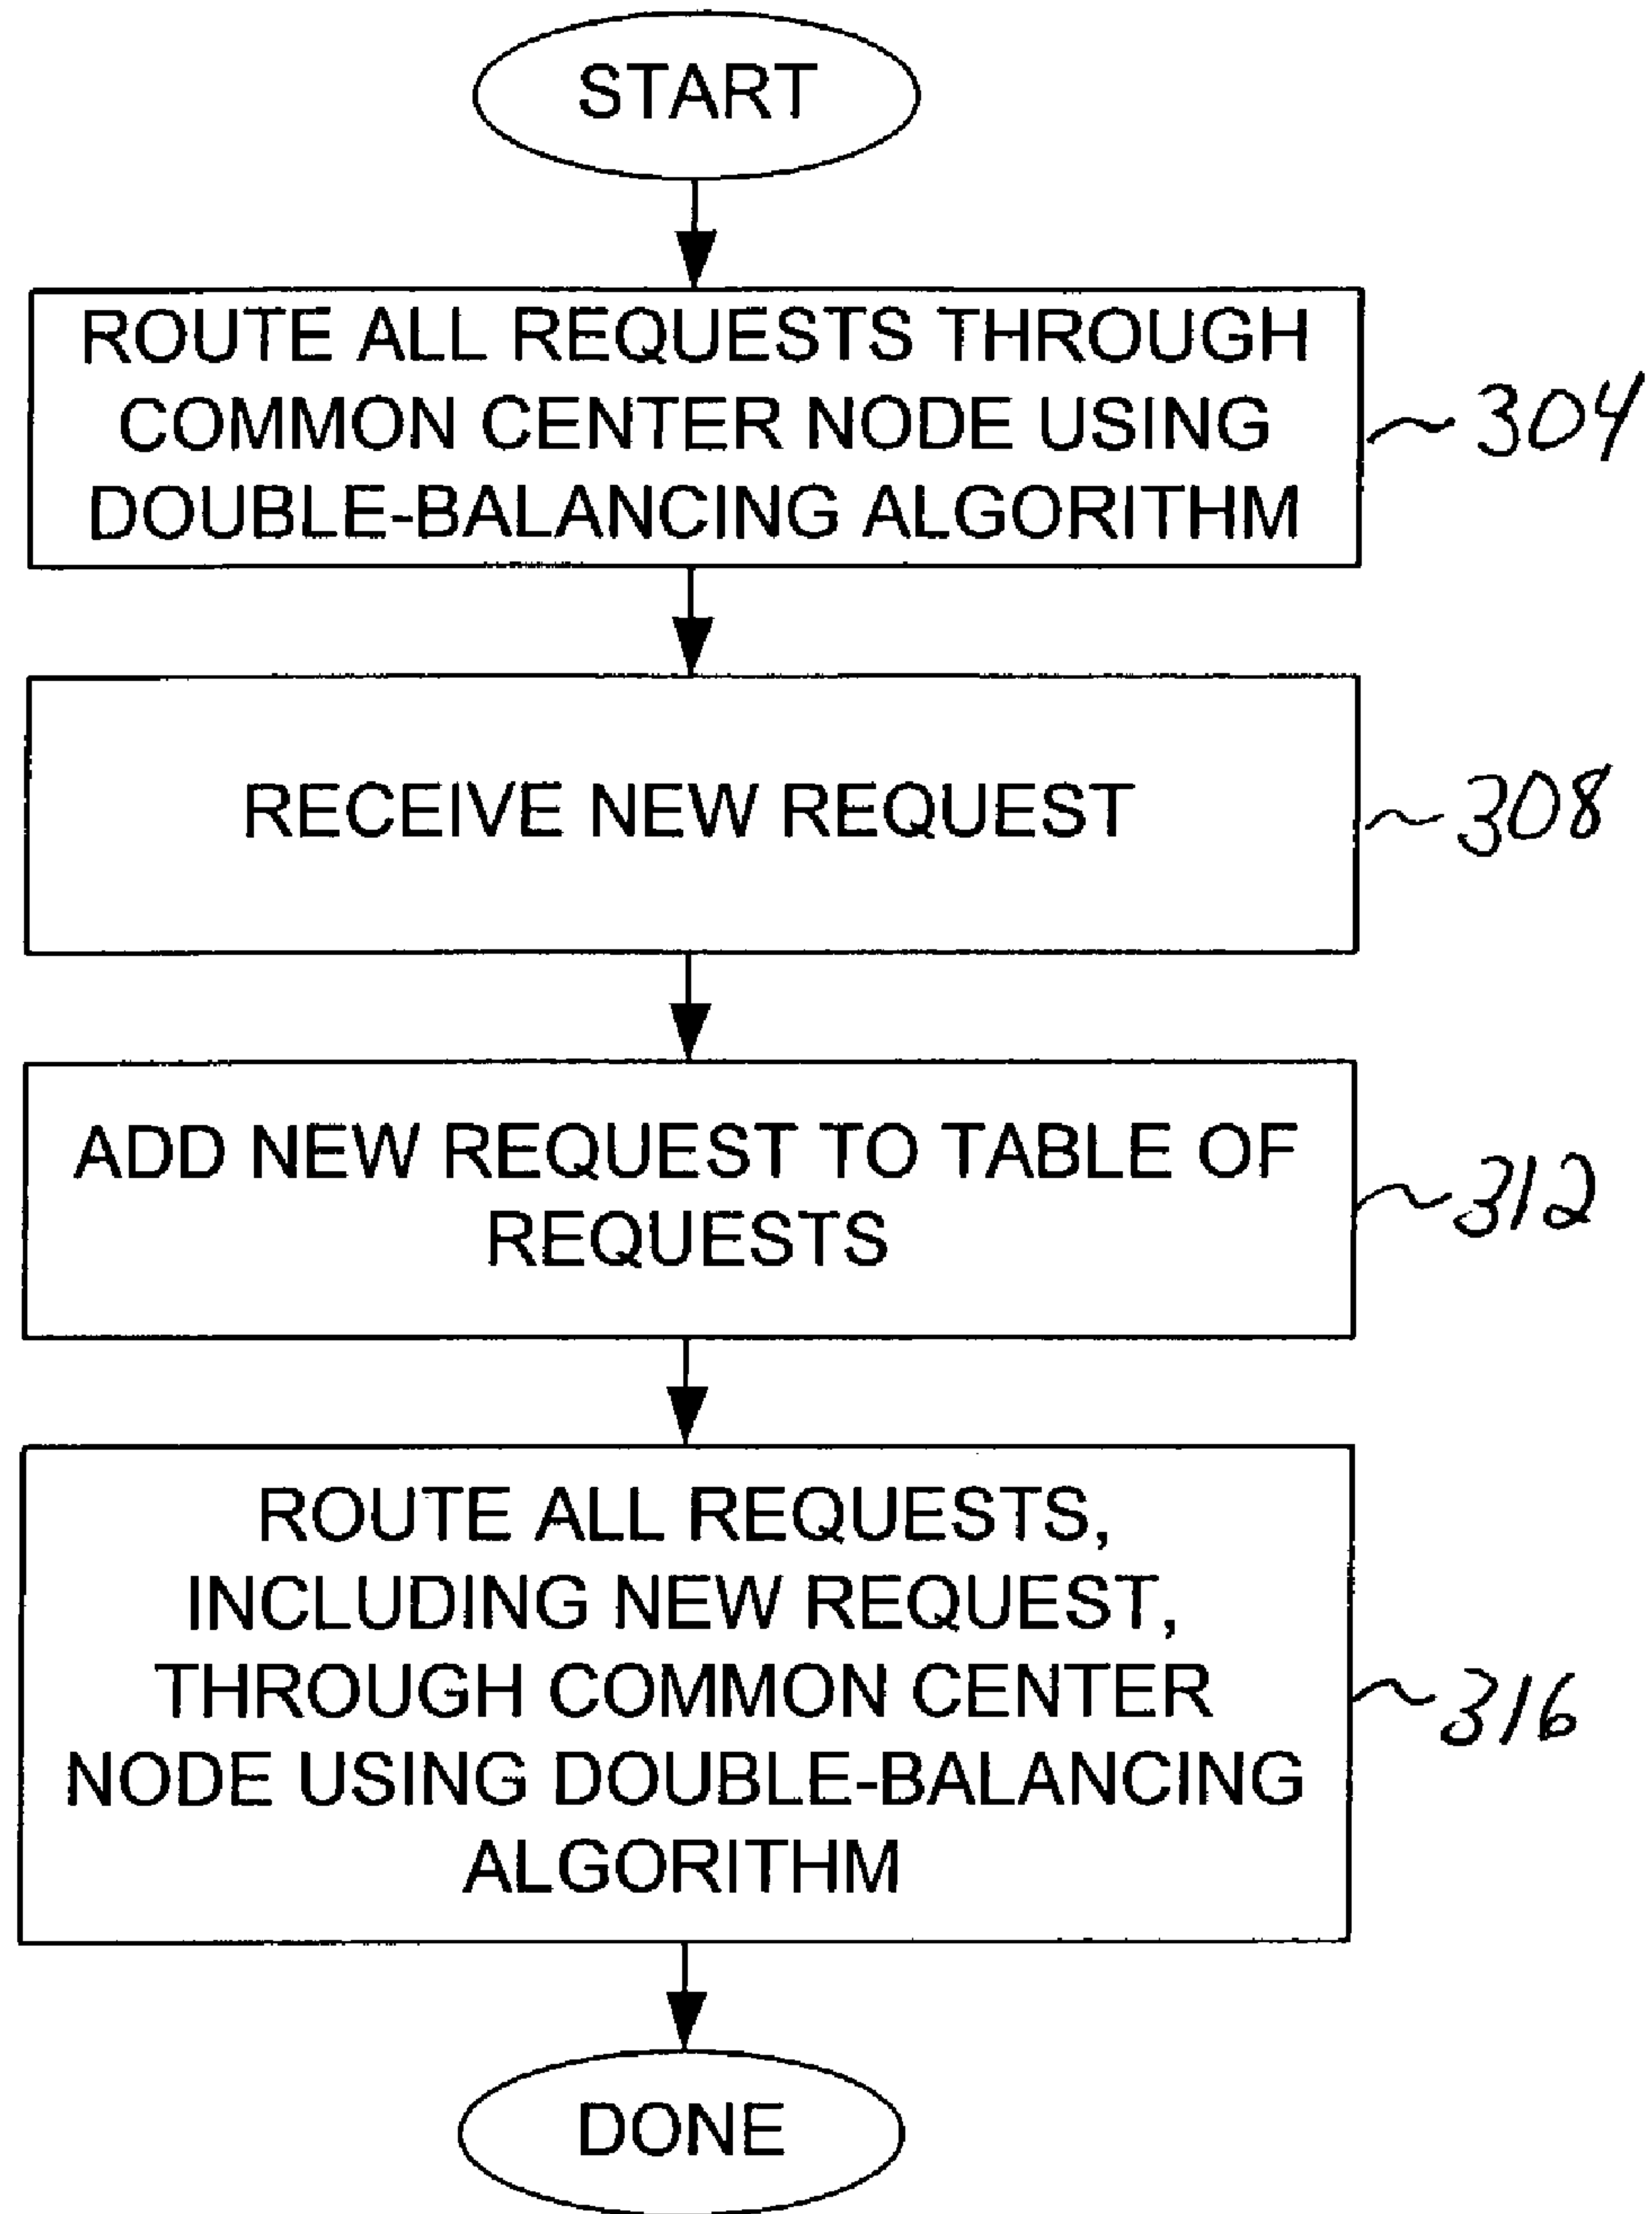 START
ROUTE ALL REQUESTS THROUGH
COMMON CENTER NODE USING
DOUBLE-BALANCING ALGORITHM
304
RECEIVE NEW REQUEST
308
ADD NEW REQUEST TO TABLE OF
REQUESTS
312
ROUTE ALL REQUESTS,
INCLUDING NEW REQUEST,
THROUGH COMMON CENTER
NODE USING DOUBLE-BALANCING
ALGORITHM
316
DONE